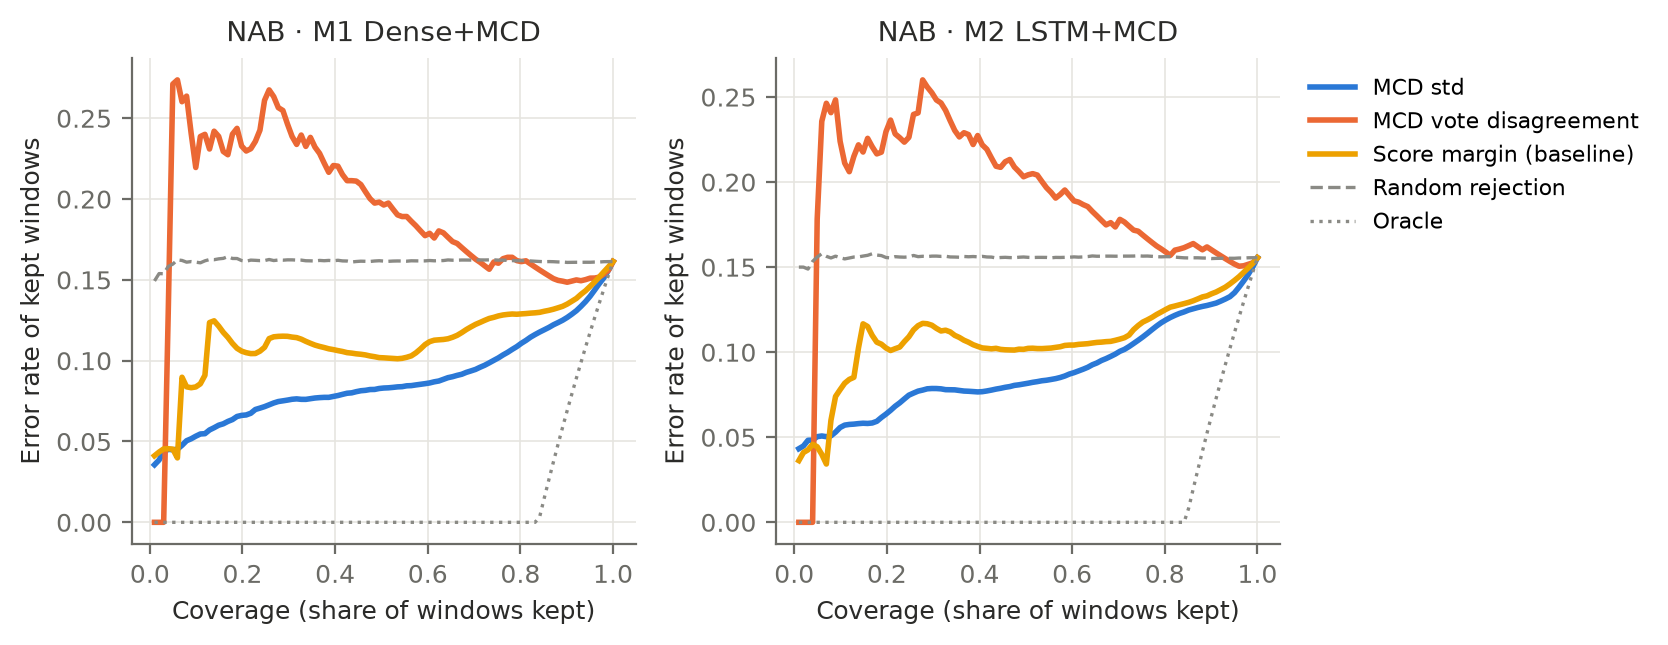 NAB · M1 Dense+MCD
Error rate of kept windows
0.25
0.20
0.15
0.10
0.05
0.00
0.0 0.2 0.4 0.6 0.8 1.0
Coverage (share of windows kept)
NAB · M2 LSTM+MCD
Error rate of kept windows
0.25
0.20
0.15
0.10
0.05
0.00
0.0 0.2 0.4 0.6 0.8 1.0
Coverage (share of windows kept)
MCD std
MCD vote disagreement
Score margin (baseline)
Random rejection
Oracle